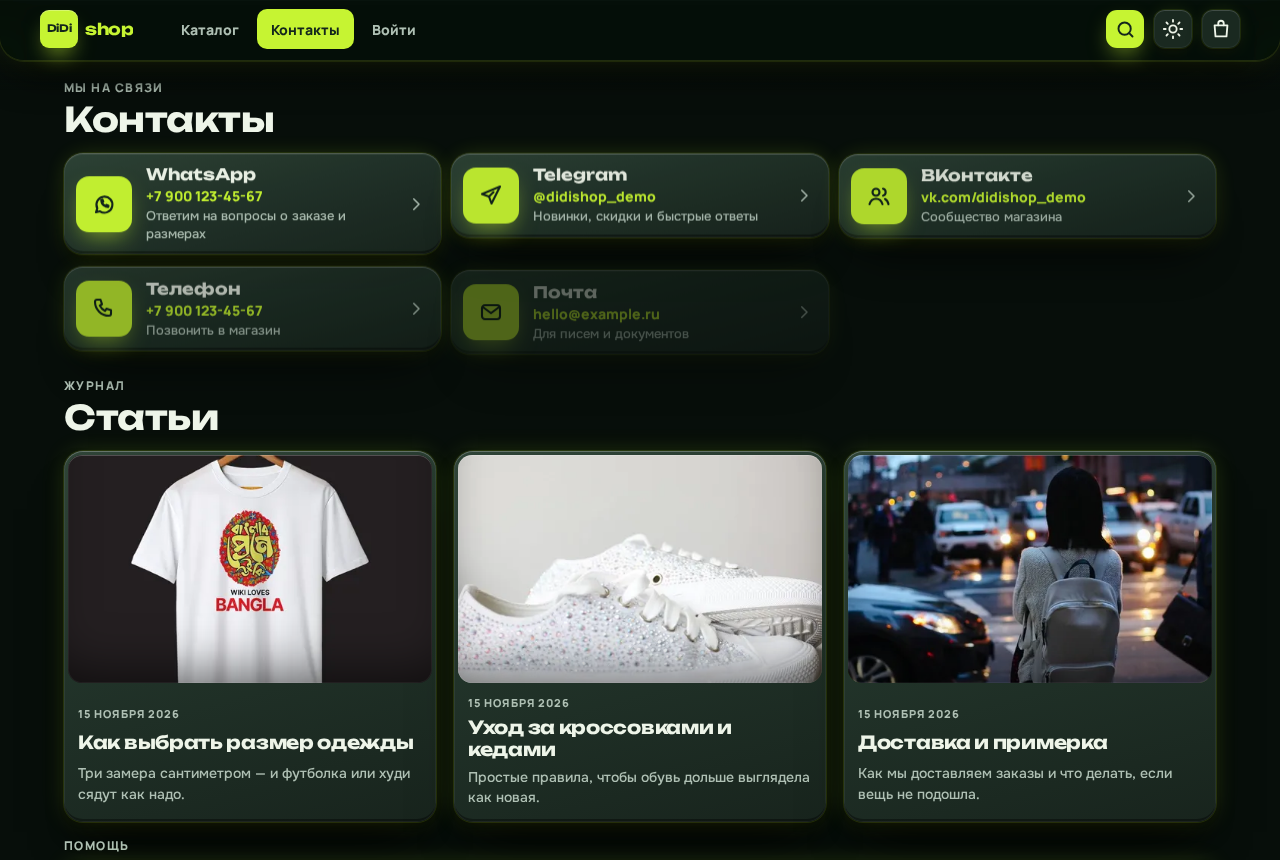 DiDi shop Каталог Контакты Войти
МЫ НА СВЯЗИ
Контакты
WhatsApp
+7 900 123-45-67
Ответим на вопросы о заказе и
размерах
Telegram
@didishop_demo
Новинки, скидки и быстрые ответы
ВКонтакте
vk.com/didishop_demo
Сообщество магазина
Телефон
+7 900 123-45-67
Позвонить в магазин
Почта
hello@example.ru
Для писем и документов
ЖУРНАЛ
Статьи
WIKI LOVES
BANGLA
15 НОЯБРЯ 2026
Как выбрать размер одежды
Три замера сантиметром — и футболка или худи
сядут как надо.
15 НОЯБРЯ 2026
Уход за кроссовками и
кедами
Простые правила, чтобы обувь дольше выглядела
как новая.
15 НОЯБРЯ 2026
Доставка и примерка
Как мы доставляем заказы и что делать, если
вещь не подошла.
ПОМОЩЬ